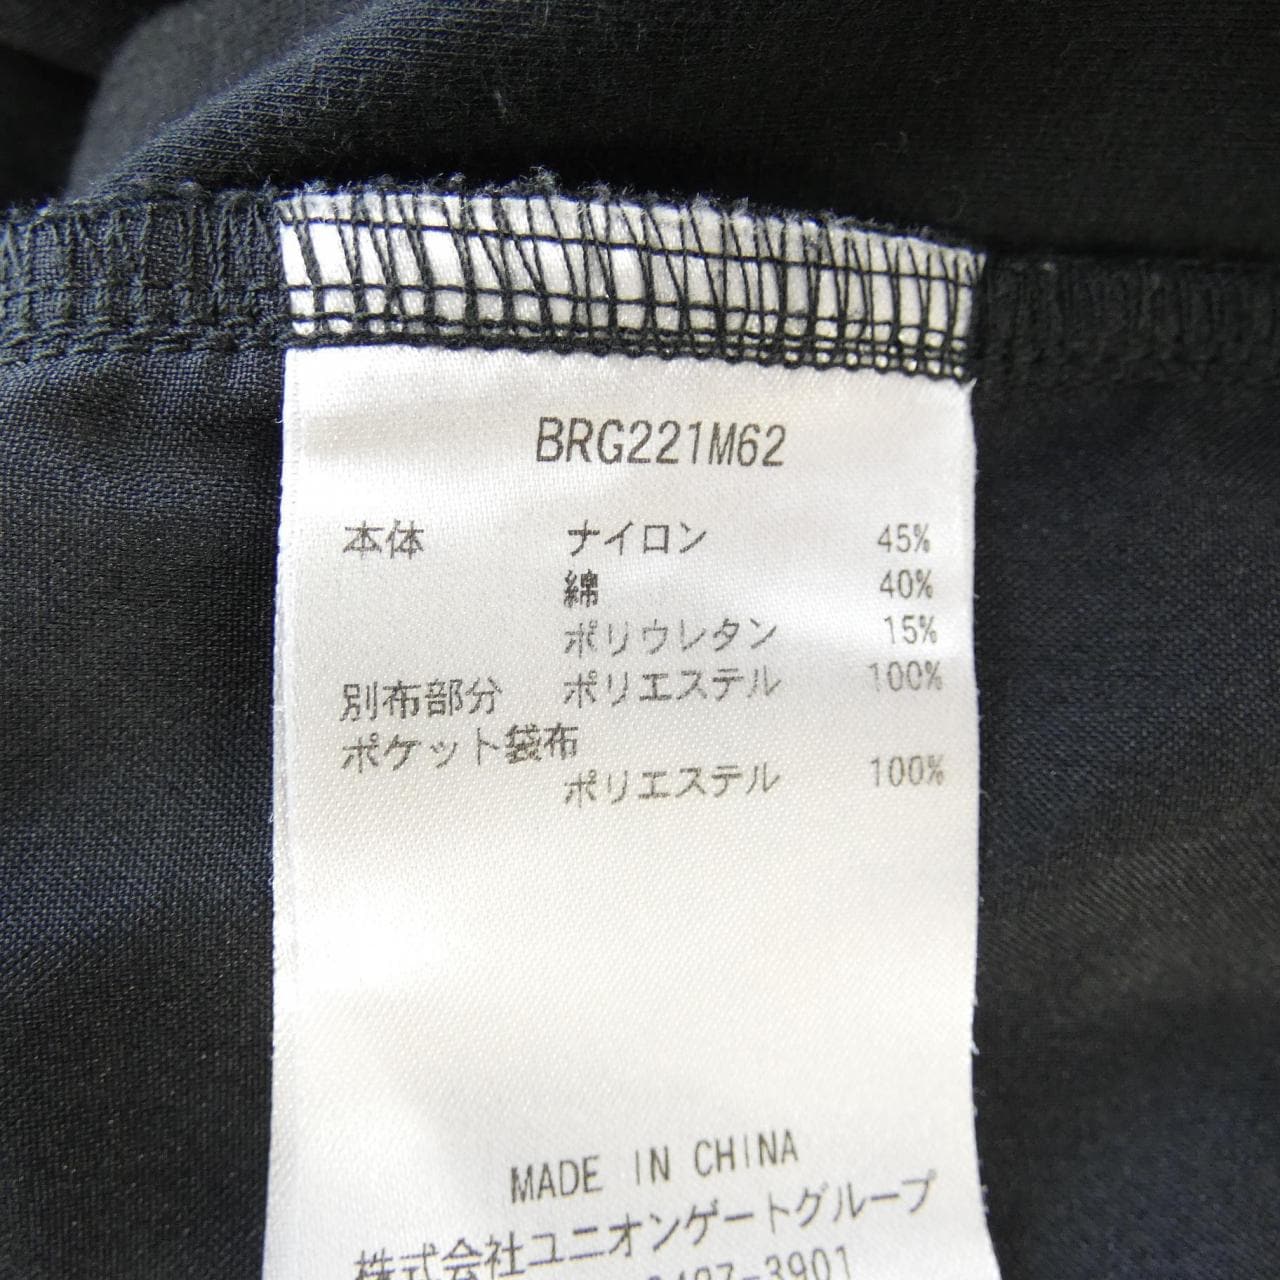 BRG221M62
本体 ナイロン 45%
綿 40%
ポリウレタン 15%
別布部分 ポリエステル 100%
ポケット袋布
ポリエステル 100%
MADE IN CHINA
株式会社ユニオンゲートグループ
3901